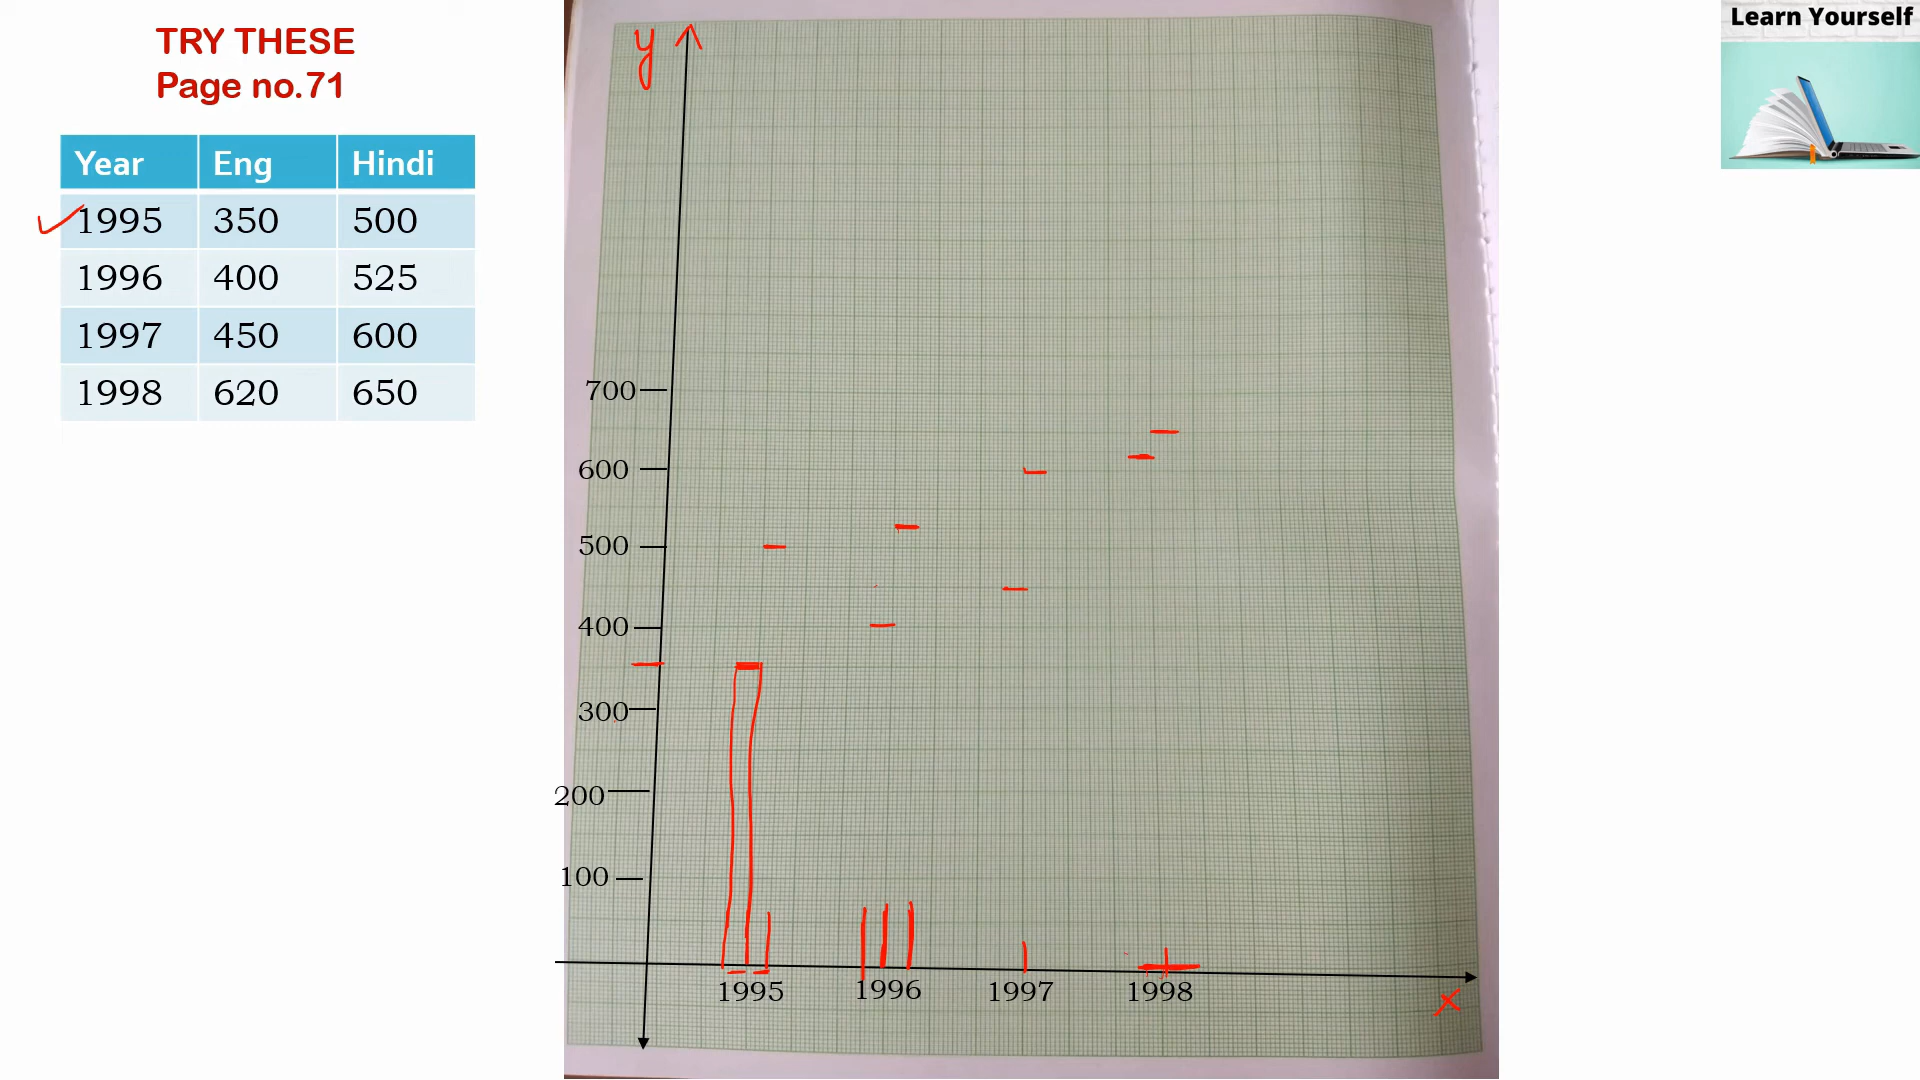 TRY THESE
Page no.71
Year Eng Hindi
1995 350 500
1996 400 525
1997 450 600
1998 620 650
Learn Yourself
y
700
600
500
400
300
200
100
1995 1996 1997 1998
x